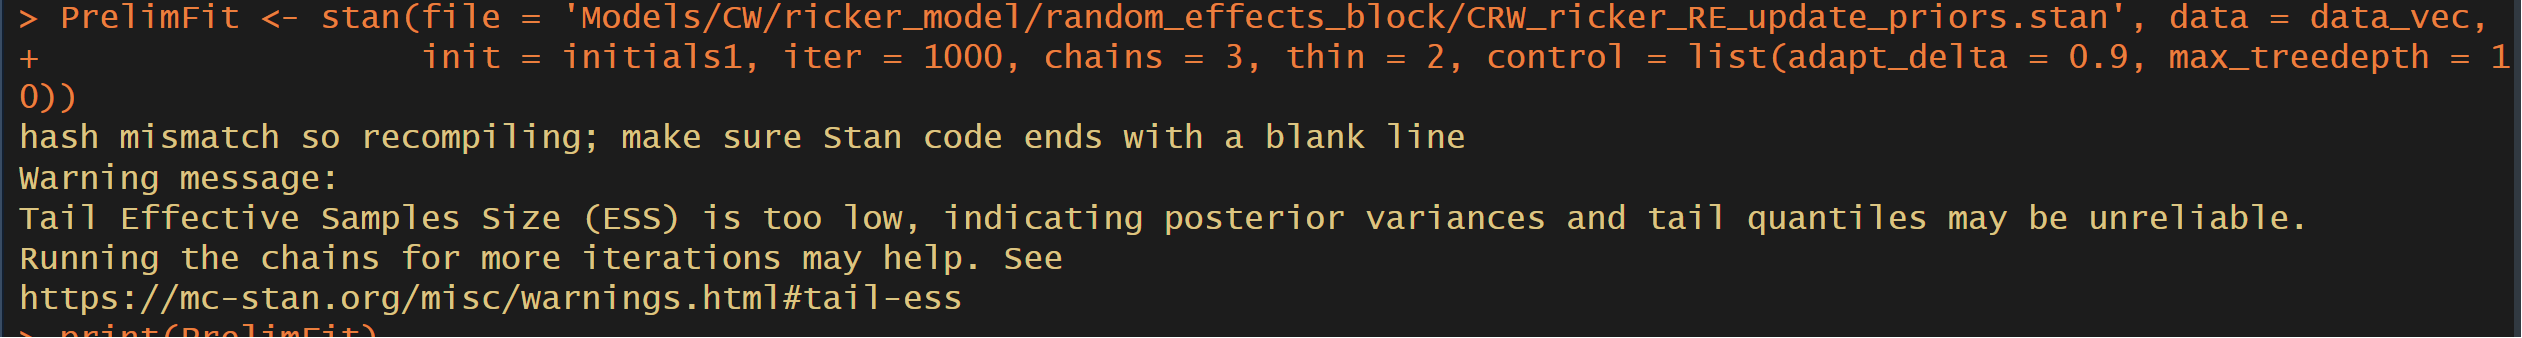 > PrelimFit <- stan(file = 'Models/CW/ricker_model/random_effects_block/CRW_ricker_RE_update_priors.stan', data = data_vec,
+                   init = initials1, iter = 1000, chains = 3, thin = 2, control = list(adapt_delta = 0.9, max_treedepth = 1
0))
hash mismatch so recompiling; make sure Stan code ends with a blank line
Warning message:
Tail Effective Samples Size (ESS) is too low, indicating posterior variances and tail quantiles may be unreliable.
Running the chains for more iterations may help. See
https://mc-stan.org/misc/warnings.html#tail-ess
> print(PrelimFit)